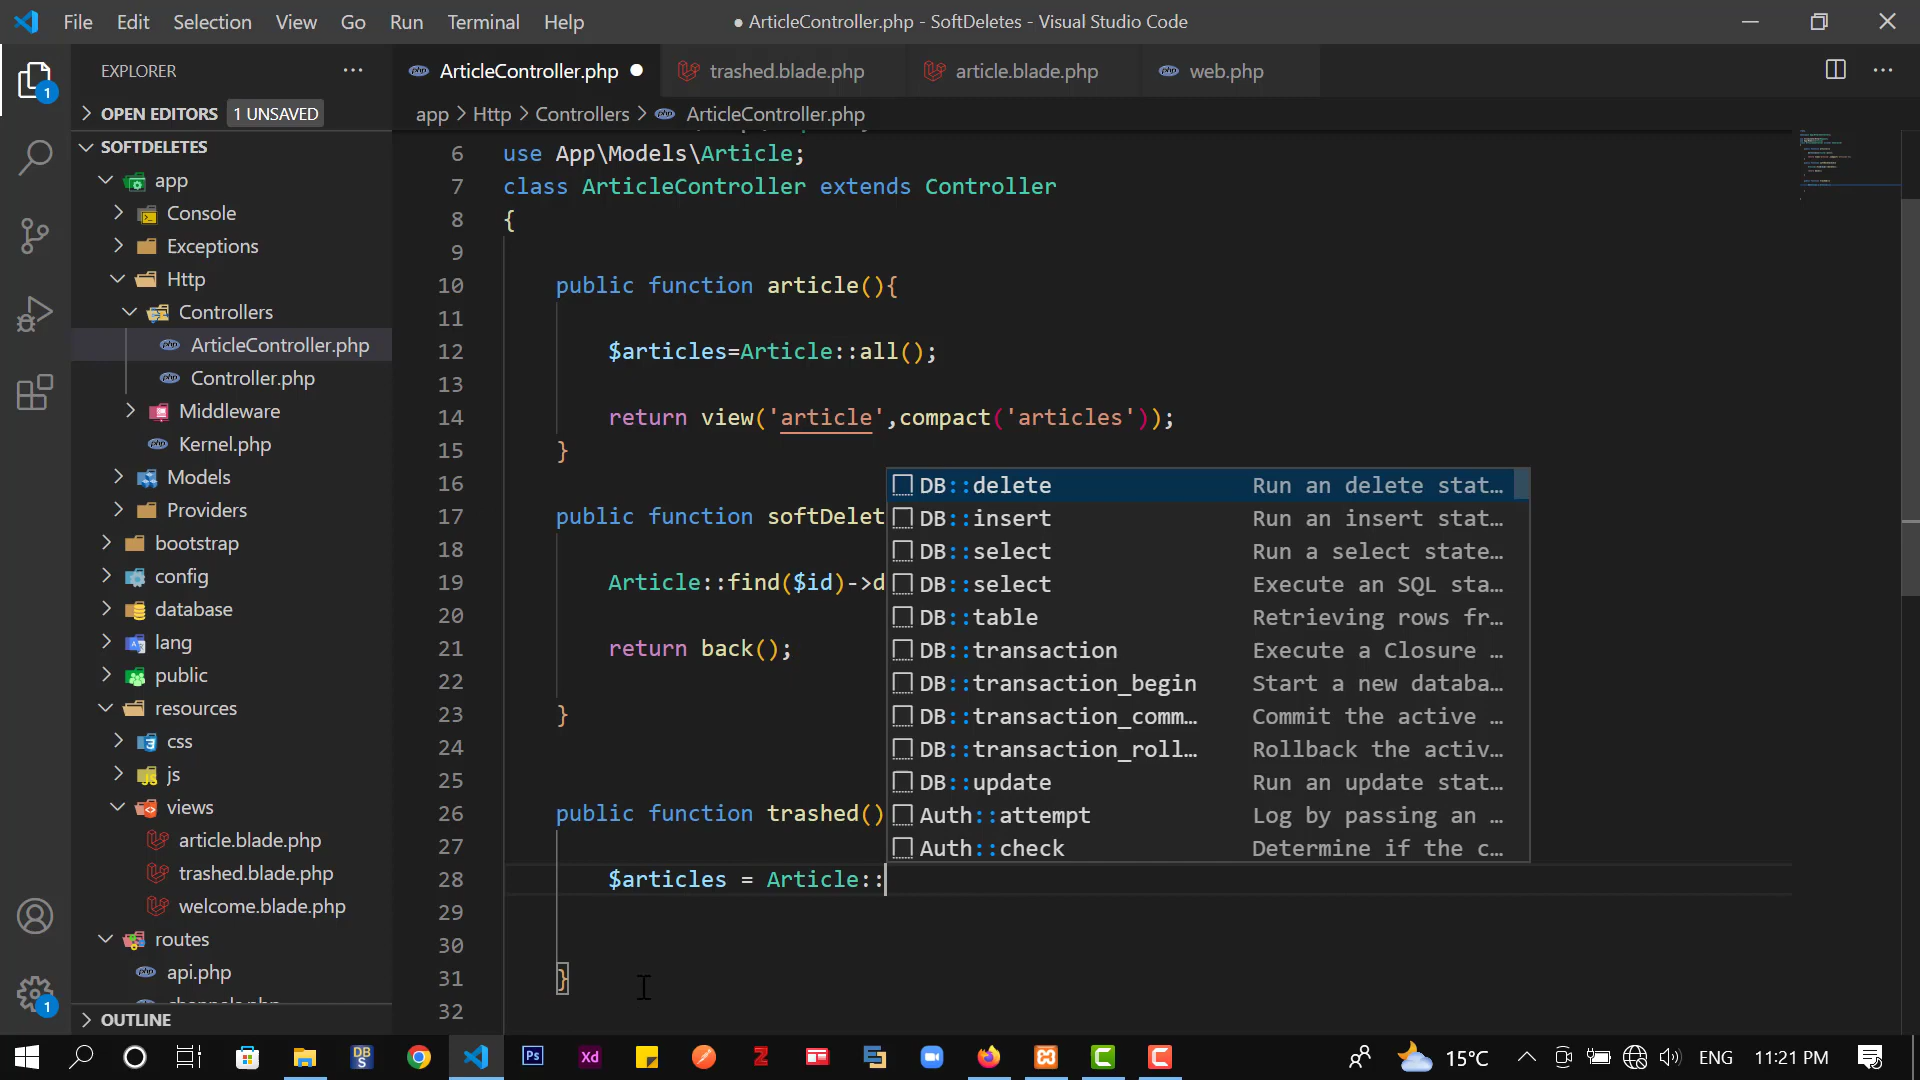 File Edit Selection View Go Run Terminal Help
● ArticleController.php - SoftDeletes - Visual Studio Code
EXPLORER
1
OPEN EDITORS 1 UNSAVED
SOFTDELETES
app
Console
Exceptions
Http
Controllers
ArticleController.php
Controller.php
Middleware
Kernel.php
Models
Providers
bootstrap
config
database
lang
public
resources
css
js
views
article.blade.php
trashed.blade.php
welcome.blade.php
routes
api.php
OUTLINE
1
ArticleController.php
trashed.blade.php
article.blade.php
web.php
app > Http > Controllers > ArticleController.php
6 use App\Models\Article;
7 class ArticleController extends Controller
8 {
9
10 public function article(){
11
12 $articles=Article::all();
13
14 return view('article',compact('articles'));
15 }
16
17 public function softDelet
18
19 Article::find($id)->d
20
21 return back();
22
23 }
24
25
26 public function trashed()
27
28 $articles = Article::
29
30
31 }
32
DB::delete Run an delete stat…
DB::insert Run an insert stat…
DB::select Run a select state…
DB::select Execute an SQL sta…
DB::table Retrieving rows fr…
DB::transaction Execute a Closure …
DB::transaction_begin Start a new databa…
DB::transaction_comm… Commit the active …
DB::transaction_roll… Rollback the activ…
DB::update Run an update stat…
Auth::attempt Log by passing an …
Auth::check Determine if the c…
DB
S
Ps
Xd
15°C
ENG
11:21 PM